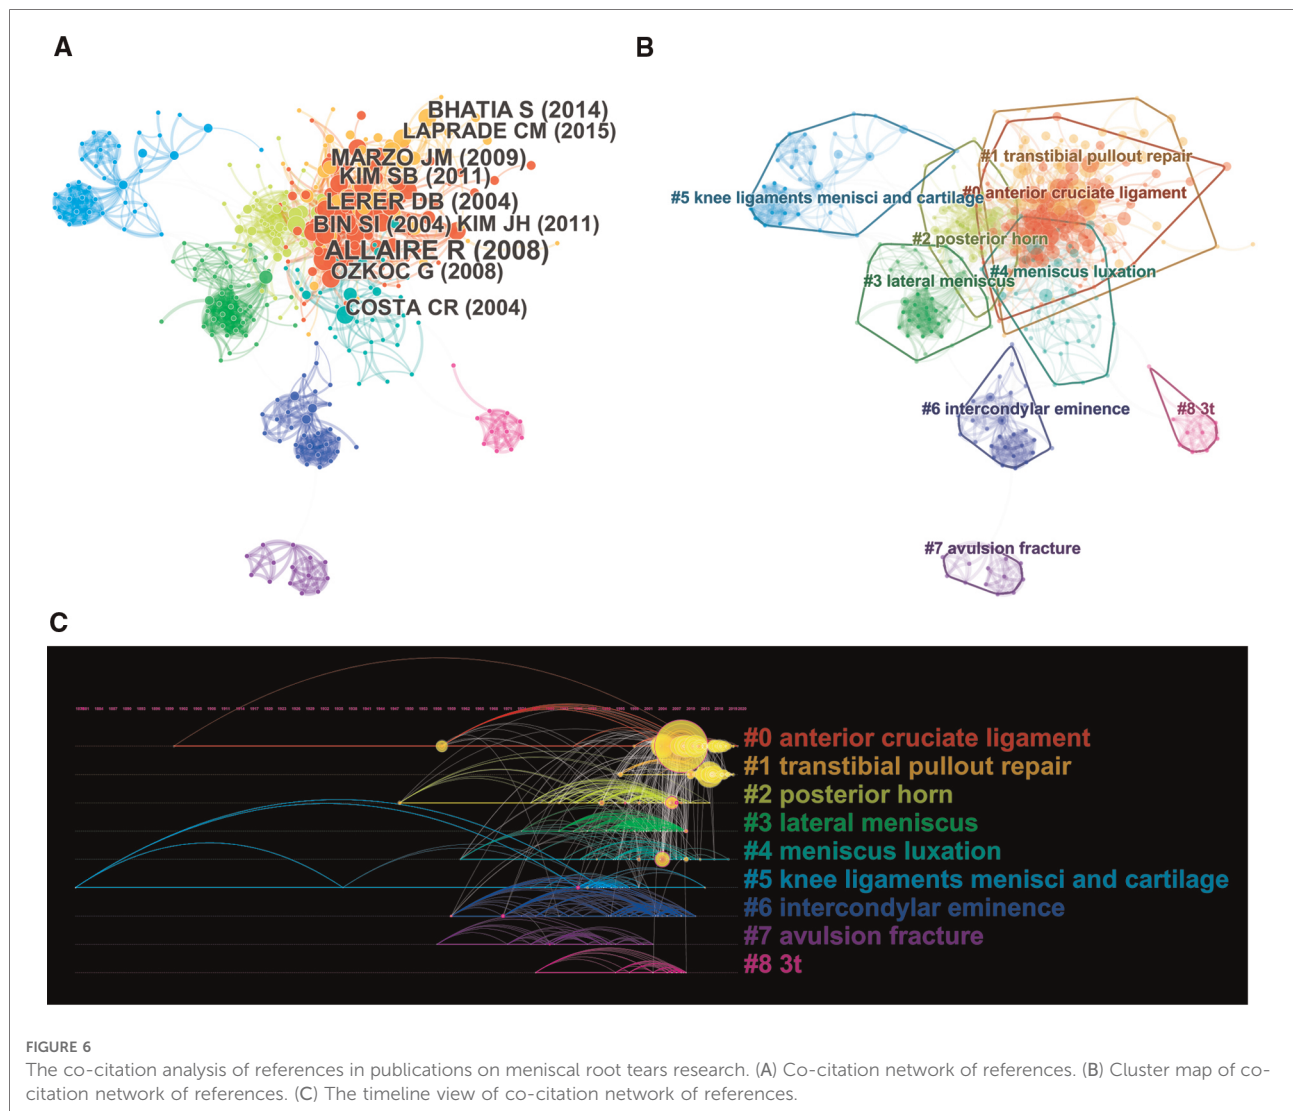 A
B
BHATIA S (2014)
LAPRADE CM (2015)
MARZO JM (2009)
KIM SB (2011)
LERER DB (2004)
BIN SI (2004) KIM JH (2011)
ALLAIRE R (2008)
OZKOC G (2008)
COSTA CR (2004)
#1 transtibial pullout repair
#0 anterior cruciate ligament
#5 knee ligaments menisci and cartilage
#2 posterior horn
#4 meniscus luxation
#3 lateral meniscus
#6 intercondylar eminence
#8 3t
#7 avulsion fracture
C
#0 anterior cruciate ligament
#1 transtibial pullout repair
#2 posterior horn
#3 lateral meniscus
#4 meniscus luxation
#5 knee ligaments menisci and cartilage
#6 intercondylar eminence
#7 avulsion fracture
#8 3t
FIGURE 6
The co-citation analysis of references in publications on meniscal root tears research. (A) Co-citation network of references. (B) Cluster map of co-
citation network of references. (C) The timeline view of co-citation network of references.